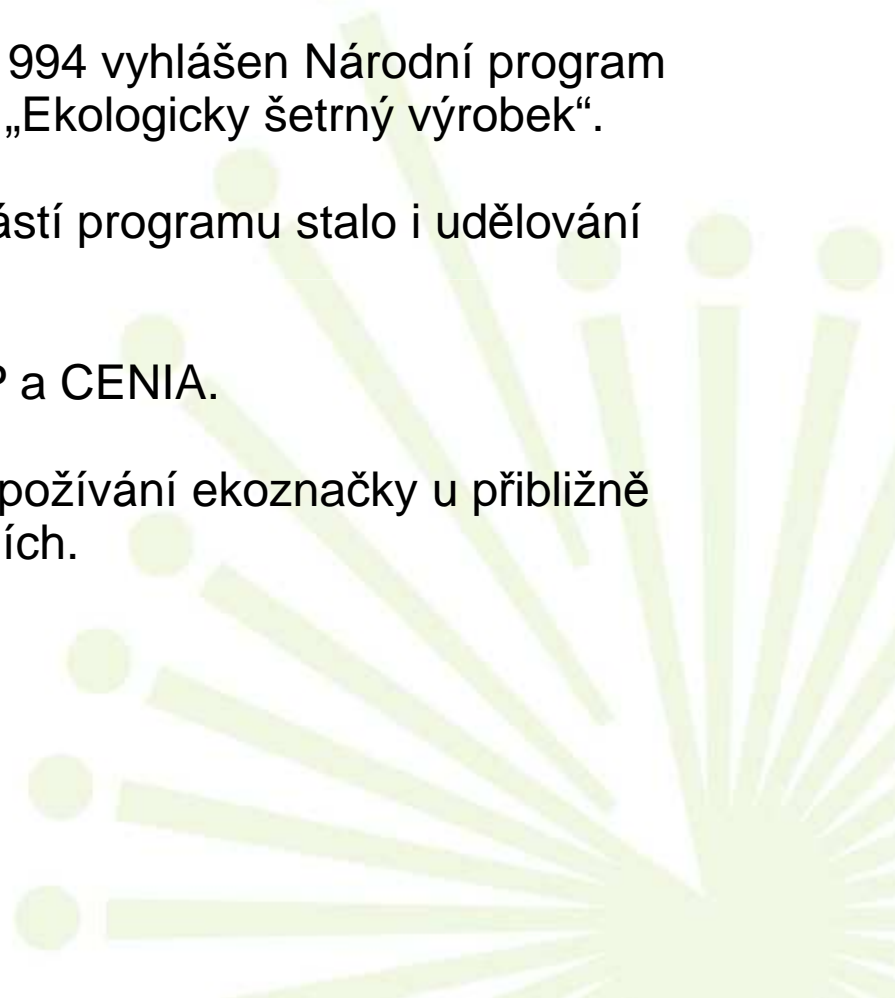 994 vyhlášen Národní program
„Ekologicky šetrný výrobek“.
ástí programu stalo i udělování
a CENIA.
požívání ekoznačky u přibližně
ích.